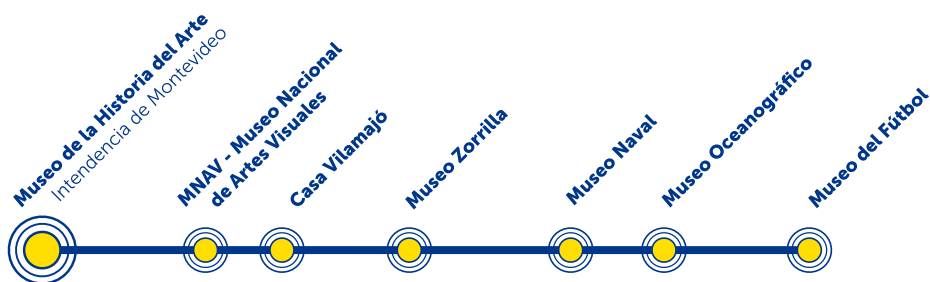 Museo de la Historia del Arte
Intendencia de Montevideo
MNAV - Museo Nacional
de Artes Visuales
Casa Vilamajó
Museo Zorrilla
Museo Naval
Museo Oceanográfico
Museo del Fútbol